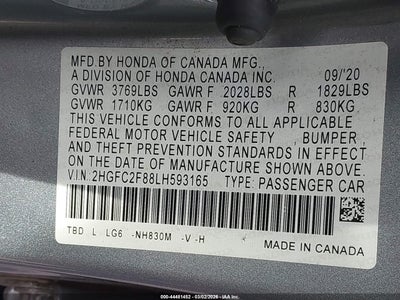 MFD.BY HONDA OF CANADA MFG.,
A DIVISION OF HONDA CANADA INC. 09/'20
GVWR 3769LBS GAWR F 2028LBS R 1829LBS
GVWR 1710KG GAWR F 920KG R 830KG
THIS VEHICLE CONFORMS TO ALL APPLICABLE
FEDERAL MOTOR VEHICLE SAFETY , BUMPER ,
AND THEFT PREVENTION STANDARDS IN EFFECT
ON THE DATE OF MANUFACTURE SHOWN ABOVE.
V.I.N: 2HGFC2F88LH593165 TYPE: PASSENGER CAR
TBD L LG6 -NH830M -V -H
MADE IN CANADA
000-44481452 - 03/02/2026 - IAAI.COM